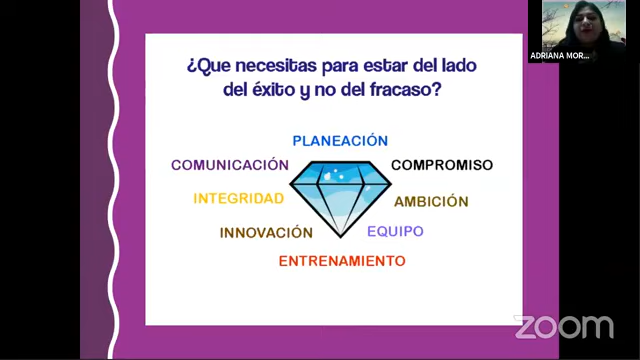 ¿Que necesitas para estar del lado
del éxito y no del fracaso?
PLANEACIÓN
COMUNICACIÓN
COMPROMISO
INTEGRIDAD
AMBICIÓN
INNOVACIÓN
EQUIPO
ENTRENAMIENTO
ADRIANA MOR...
zoom